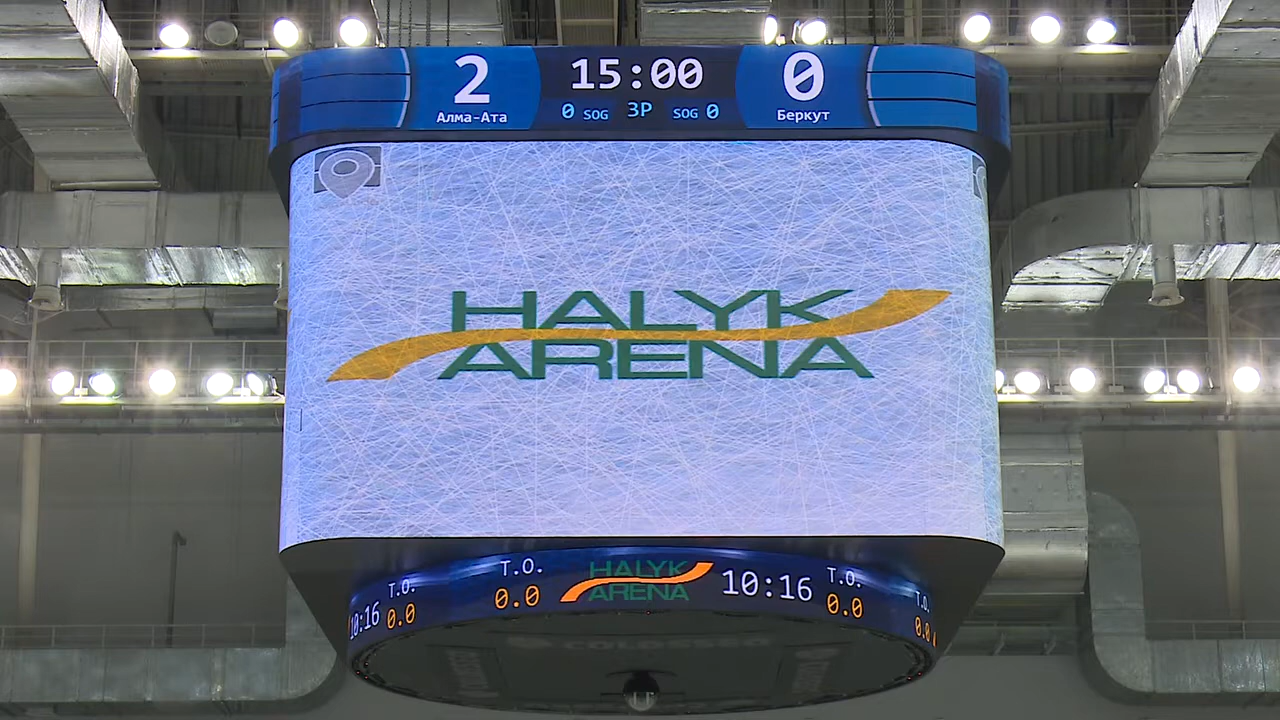 2 15:00 0
Алма-Ата 0 SOG 3P SOG 0 Беркут
HALYK
ARENA
10:16 T.O. 0.0
T.O. 0.0
HALYK
ARENA
10:16
T.O. 0.0
T.O. 0.0